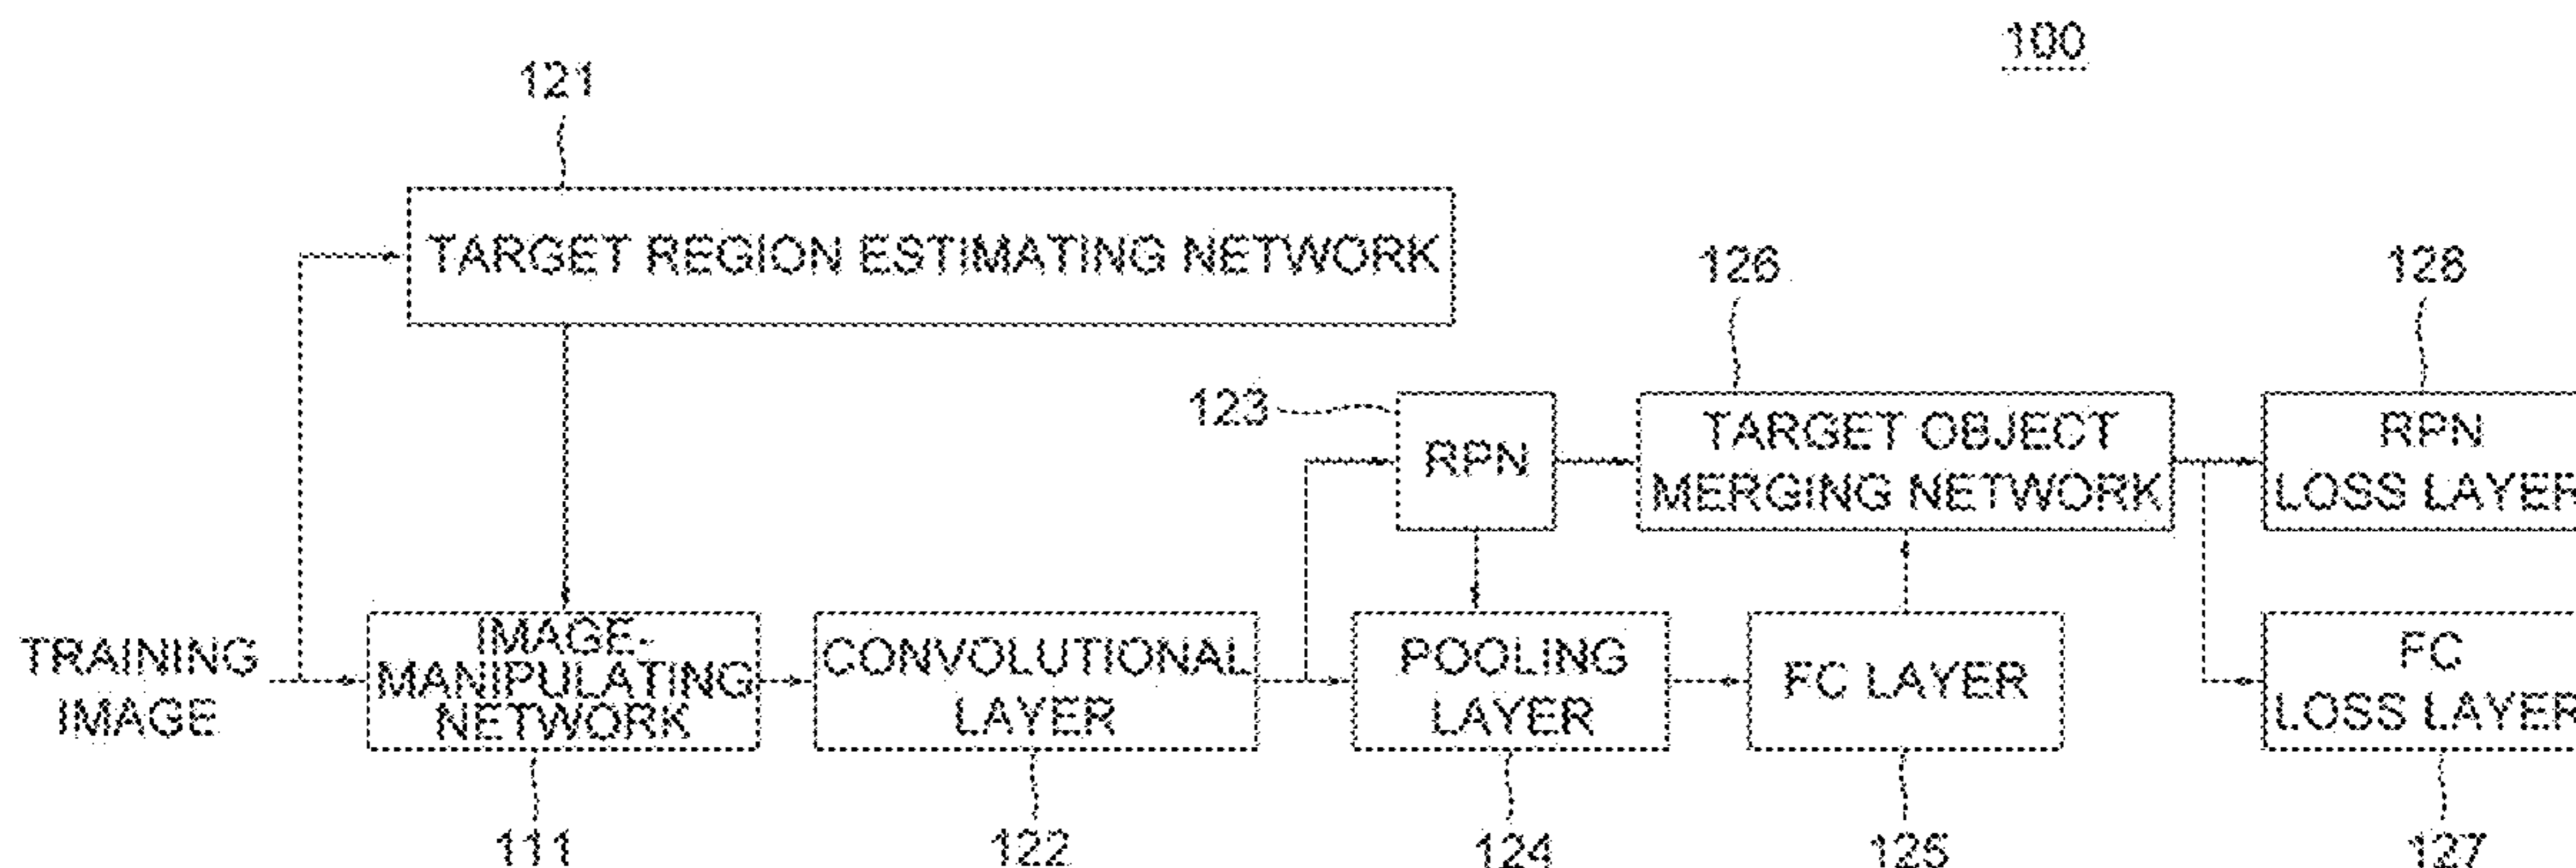 100
121
TARGET REGION ESTIMATING NETWORK
126
128
123
RPN
TARGET OBJECT
MERGING NETWORK
RPN
LOSS LAYER
TRAINING
IMAGE
IMAGE-
MANIPULATING
NETWORK
CONVOLUTIONAL
LAYER
POOLING
LAYER
FC LAYER
FC
LOSS LAYER
111
122
124
125
127